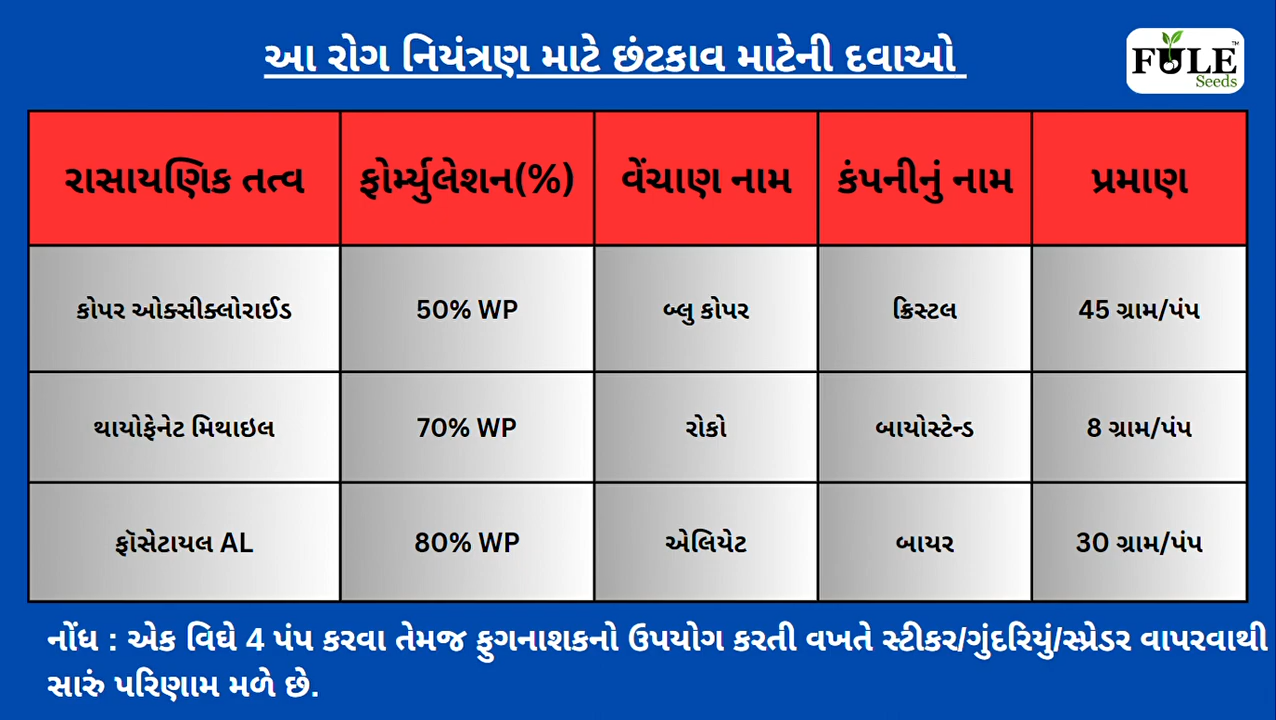 આ રોગ નિયંત્રણ માટે છંટકાવ માટેની દવાઓ
FULE™
Seeds
રાસાયણિક તત્વ ફોર્મ્યુલેશન(%) વેંચાણ નામ કંપનીનું નામ પ્રમાણ
કોપર ઓક્સીક્લોરાઈડ 50% WP બ્લુ કોપર ક્રિસ્ટલ 45 ગ્રામ/પંપ
થાયોફેનેટ મિથાઇલ 70% WP રોકો બાયોસ્ટેન્ડ 8 ગ્રામ/પંપ
ફૉસેટાયલ AL 80% WP એલિયેટ બાયર 30 ગ્રામ/પંપ
નોંધ : એક વિઘે 4 પંપ કરવા તેમજ ફુગનાશકનો ઉપયોગ કરતી વખતે સ્ટીકર/ગુંદરિયું/સ્પ્રેડર વાપરવાથી
સારું પરિણામ મળે છે.